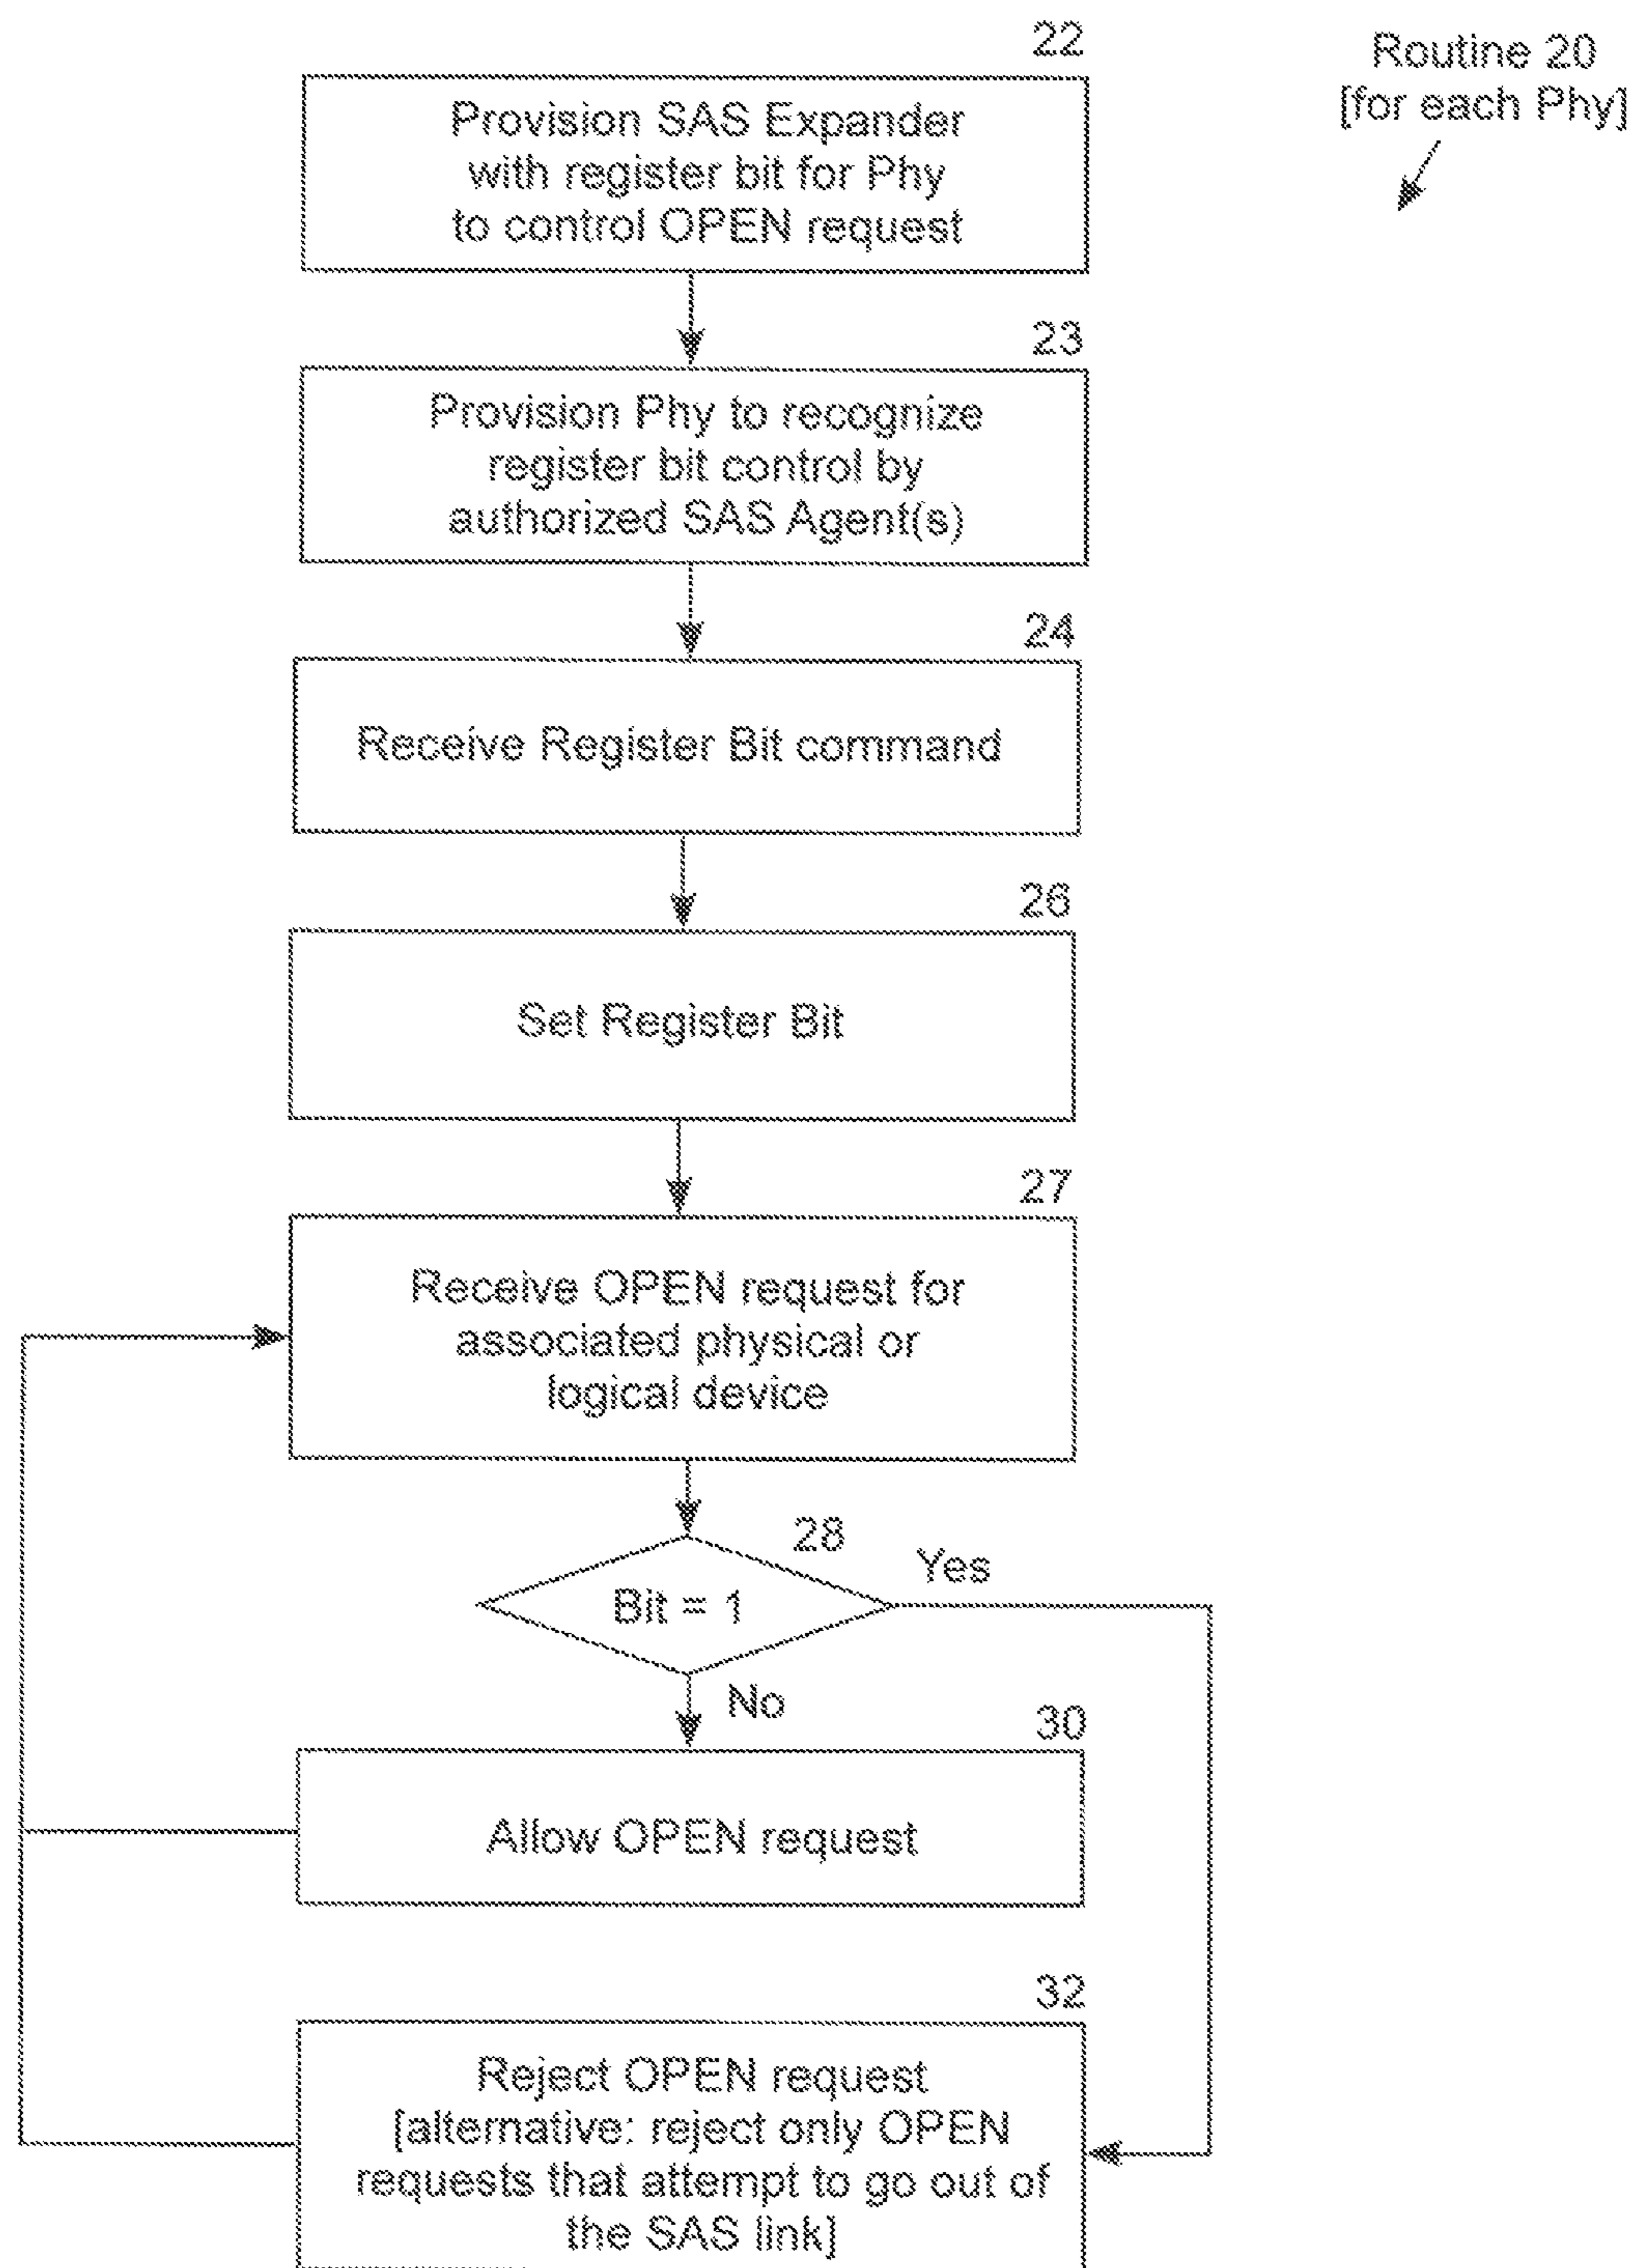 22
Routine 20
[for each Phy]
Provision SAS Expander
with register bit for Phy
to control OPEN request
23
Provision Phy to recognize
register bit control by
authorized SAS Agent(s)
24
Receive Register Bit command
26
Set Register Bit
27
Receive OPEN request for
associated physical or
logical device
28
Yes
Bit = 1
No
30
Allow OPEN request
32
Reject OPEN request
[alternative: reject only OPEN
requests that attempt to go out of
the SAS link]